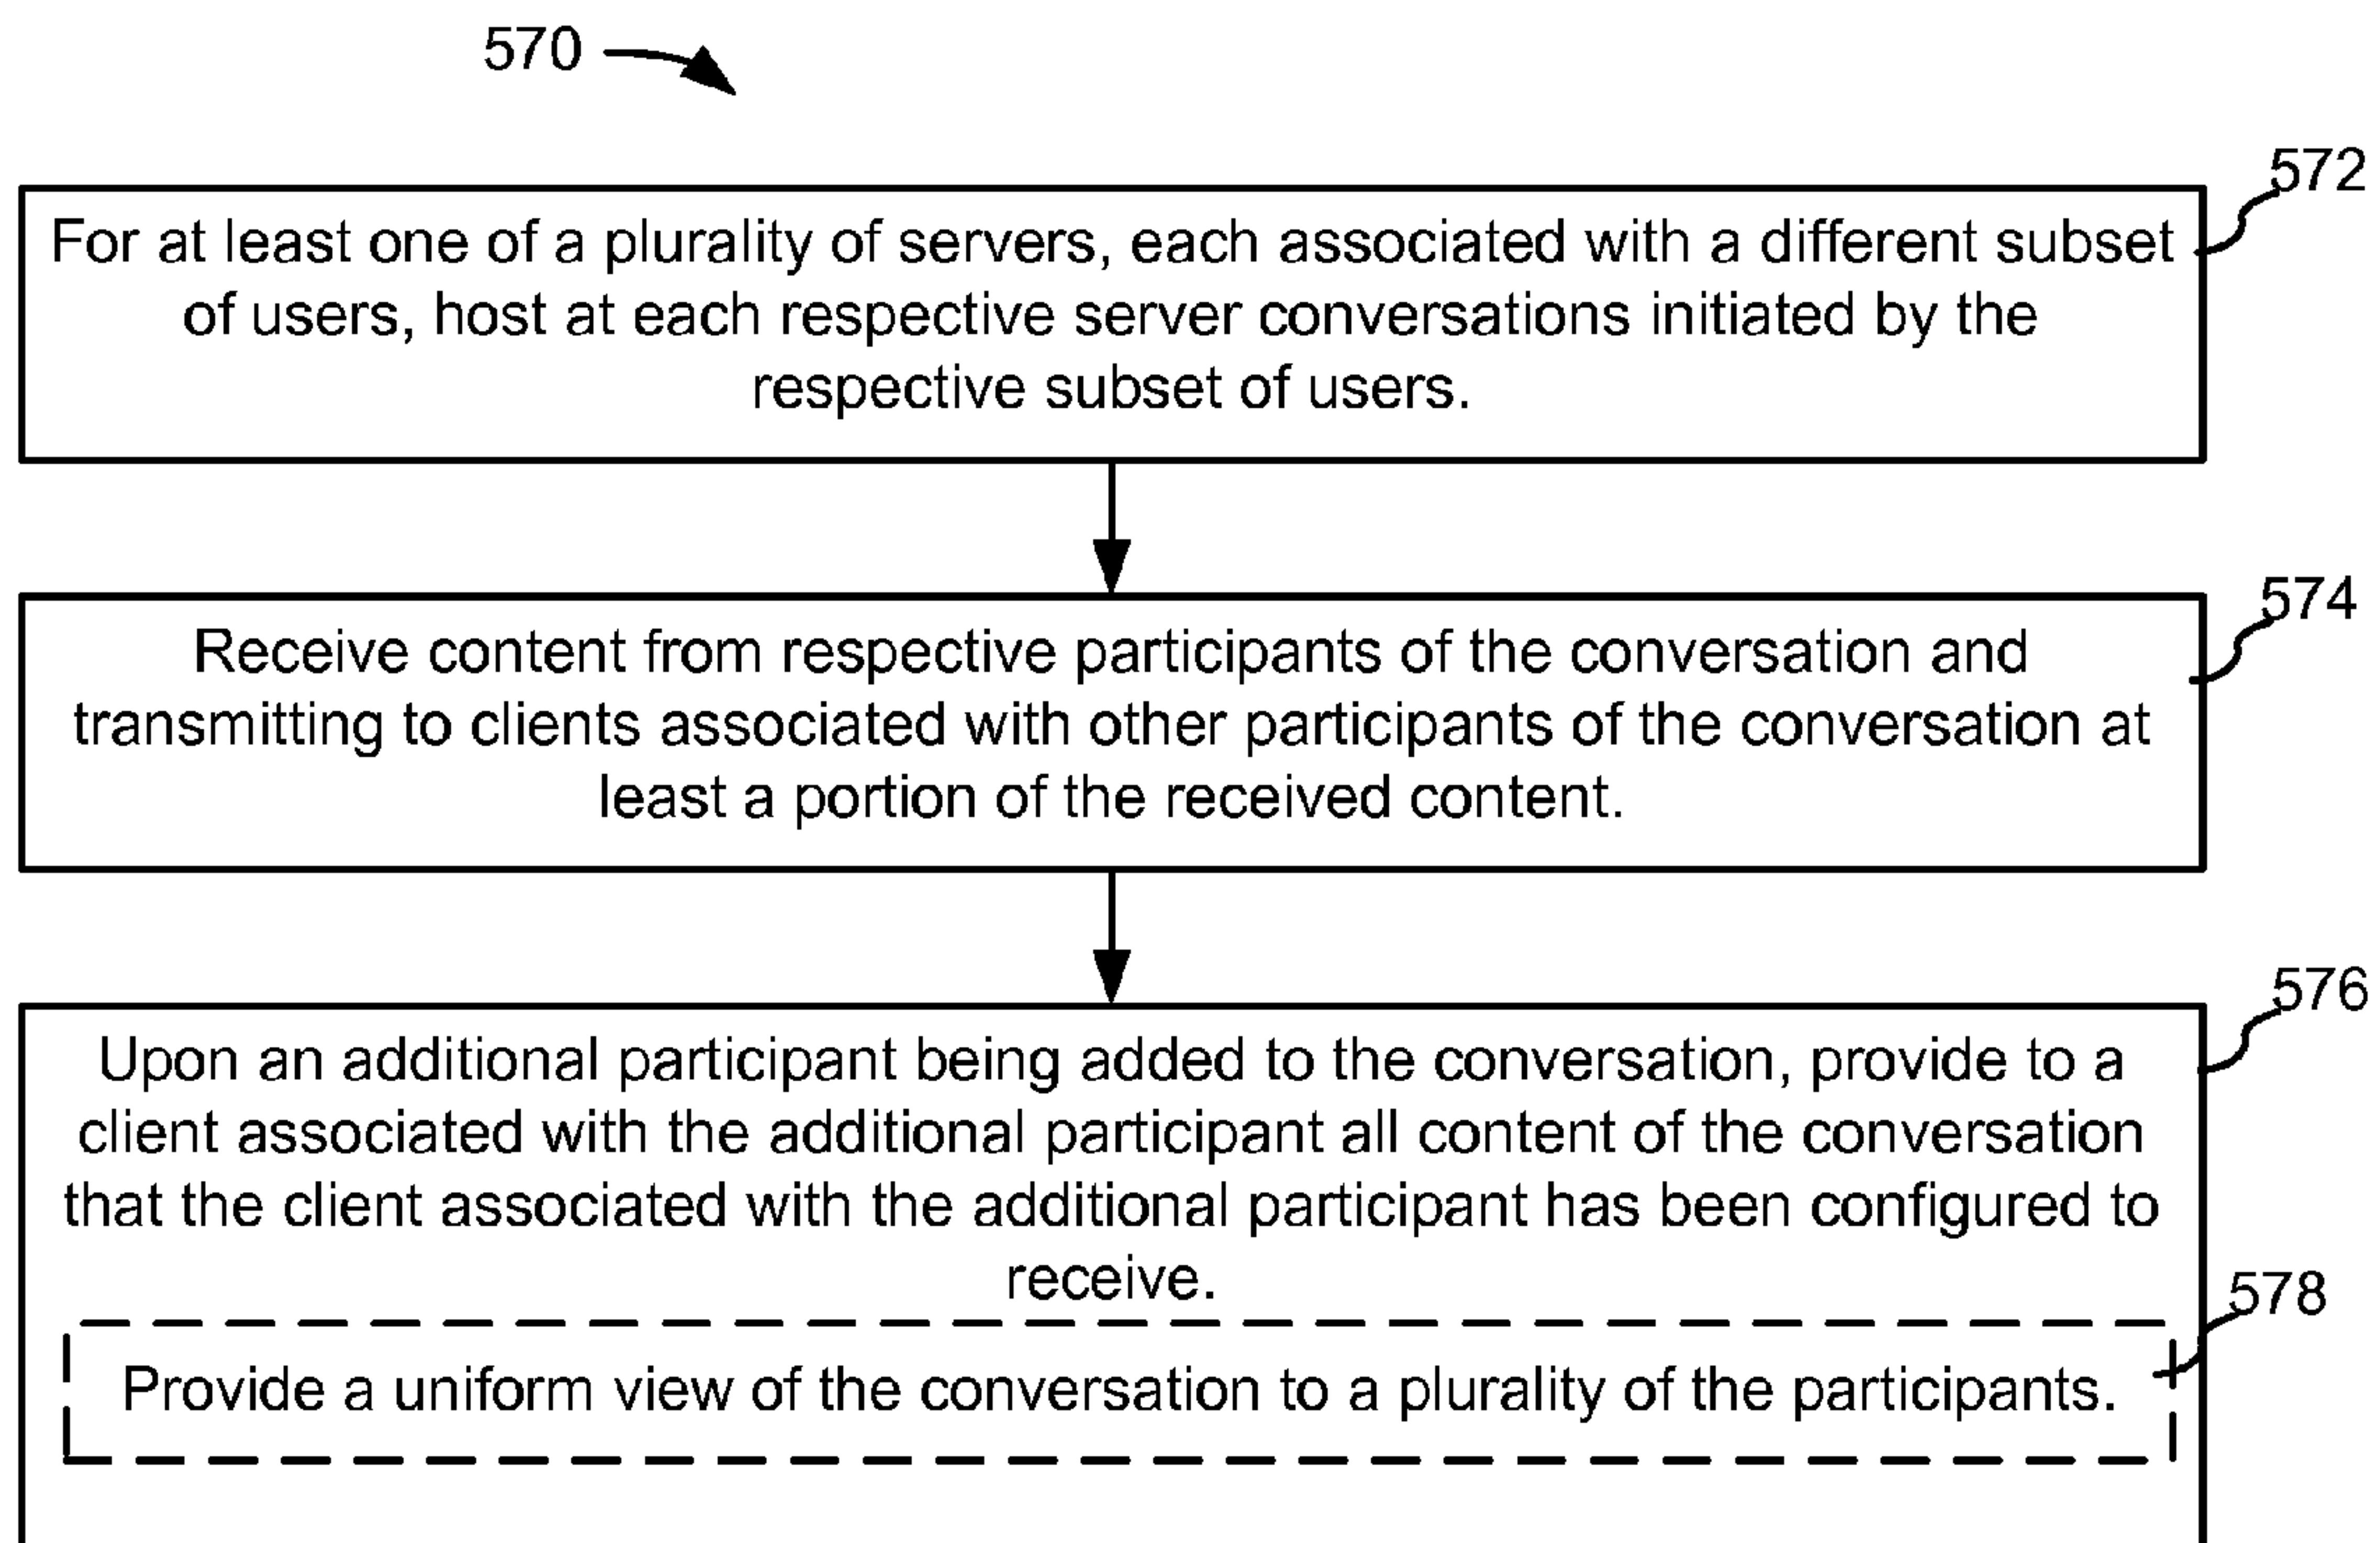 570
572
For at least one of a plurality of servers, each associated with a different subset
of users, host at each respective server conversations initiated by the
respective subset of users.
574
Receive content from respective participants of the conversation and
transmitting to clients associated with other participants of the conversation at
least a portion of the received content.
576
Upon an additional participant being added to the conversation, provide to a
client associated with the additional participant all content of the conversation
that the client associated with the additional participant has been configured to
receive.
578
Provide a uniform view of the conversation to a plurality of the participants.